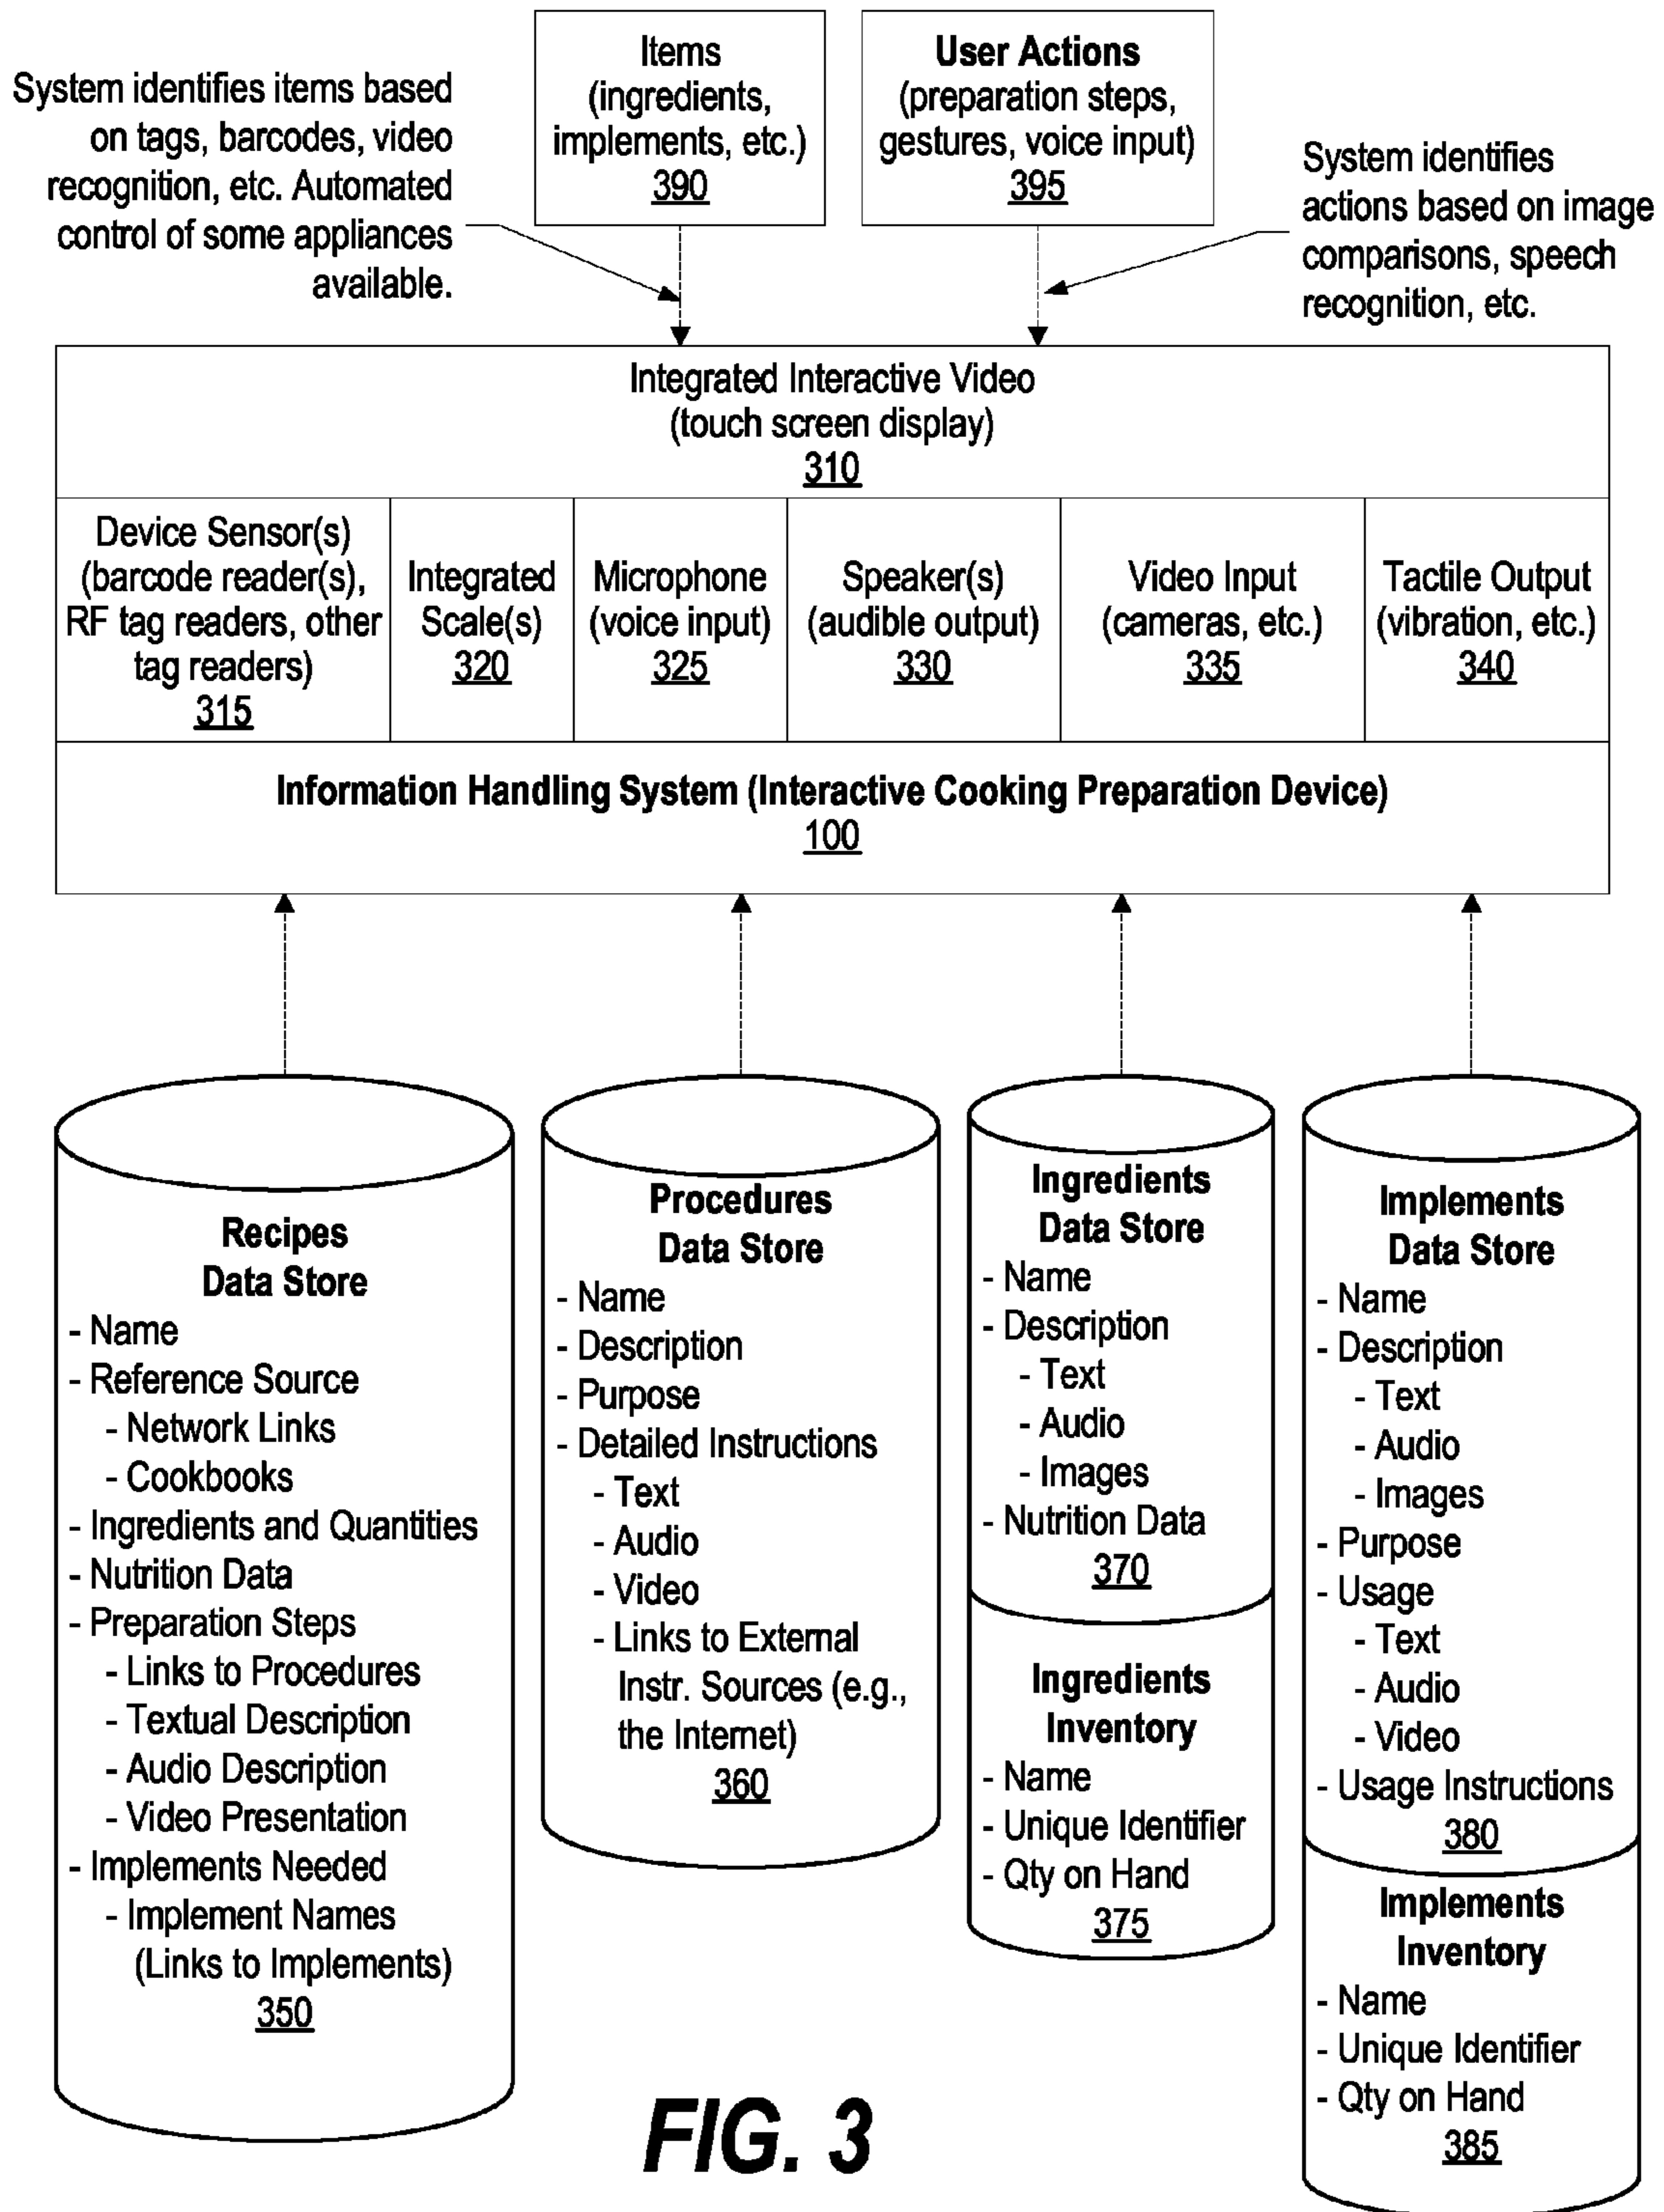 System identifies items based
on tags, barcodes, video
recognition, etc. Automated
control of some appliances
available.
Items
(ingredients,
implements, etc.)
390
User Actions
(preparation steps,
gestures, voice input)
395
System identifies
actions based on image
comparisons, speech
recognition, etc.
Integrated Interactive Video
(touch screen display)
310
Device Sensor(s)
(barcode reader(s),
RF tag readers, other
tag readers)
315
Integrated
Scale(s)
320
Microphone
(voice input)
325
Speaker(s)
(audible output)
330
Video Input
(cameras, etc.)
335
Tactile Output
(vibration, etc.)
340
Information Handling System (Interactive Cooking Preparation Device)
100
Recipes
Data Store
- Name
- Reference Source
- Network Links
- Cookbooks
- Ingredients and Quantities
- Nutrition Data
- Preparation Steps
- Links to Procedures
- Textual Description
- Audio Description
- Video Presentation
- Implements Needed
- Implement Names
(Links to Implements)
350
Procedures
Data Store
- Name
- Description
- Purpose
- Detailed Instructions
- Text
- Audio
- Video
- Links to External
Instr. Sources (e.g.,
the Internet)
360
Ingredients
Data Store
- Name
- Description
- Text
- Audio
- Images
- Nutrition Data
370
Ingredients
Inventory
- Name
- Unique Identifier
- Qty on Hand
375
Implements
Data Store
- Name
- Description
- Text
- Audio
- Images
- Purpose
- Usage
- Text
- Audio
- Video
- Usage Instructions
380
Implements
Inventory
- Name
- Unique Identifier
- Qty on Hand
385
FIG. 3